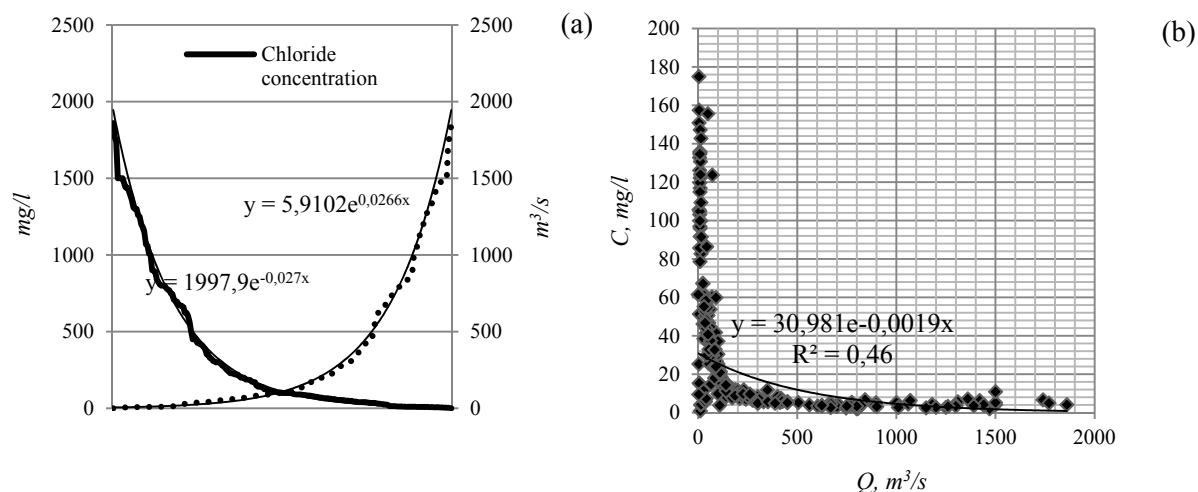 2500
2000
1500
1000
500
0
mg/l
Chloride
concentration
y = 5,9102e^0,0266x
y = 1997,9e^-0,027x
2500
2000
1500
1000
500
0
m³/s
(a)
200
180
160
140
120
100
80
60
40
20
0
C, mg/l
y = 30,981e-0,0019x
R² = 0,46
0 500 1000 1500 2000
Q, m³/s
(b)